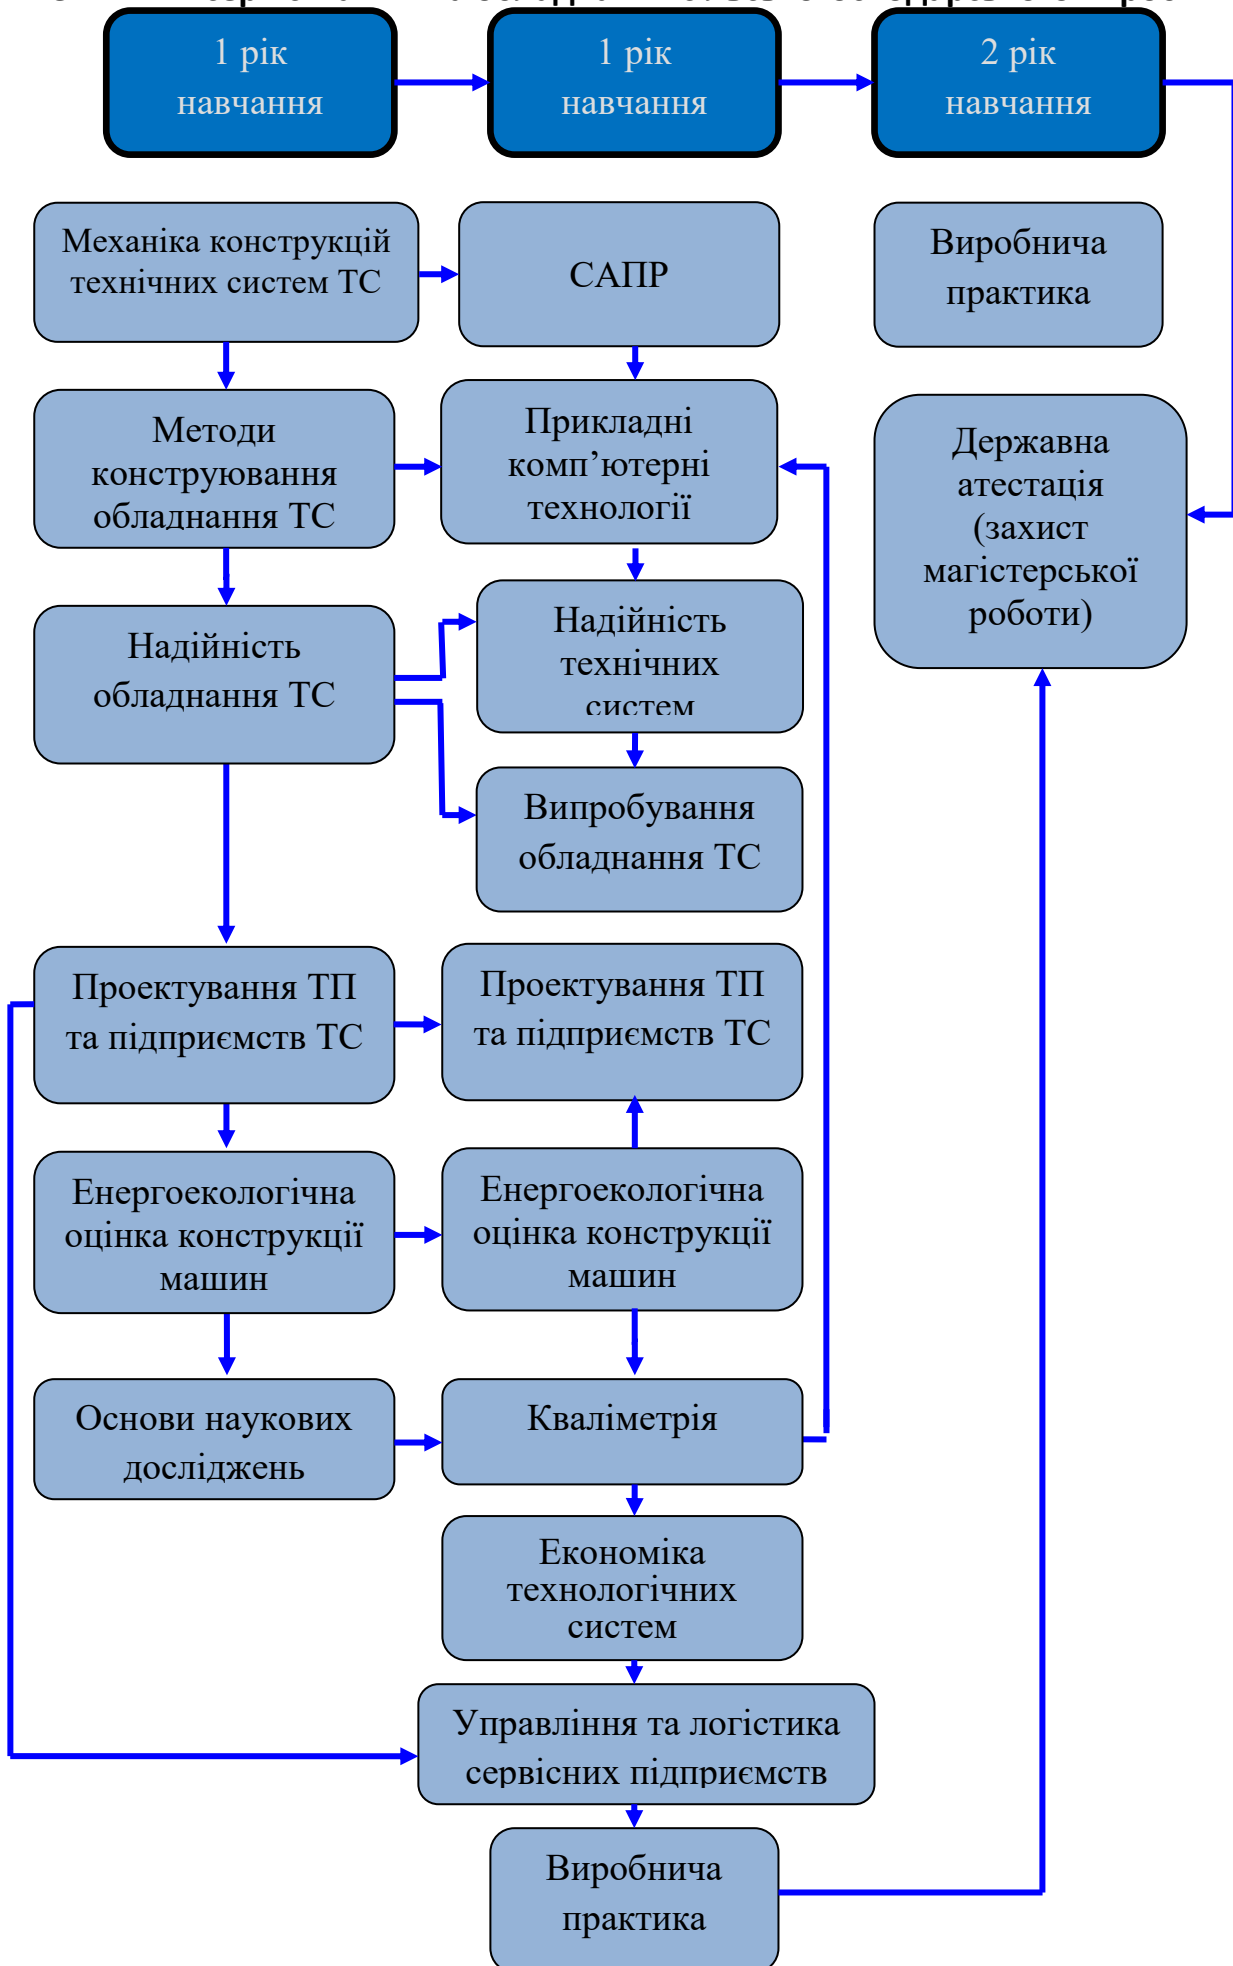 1 рік
навчання
1 рік
навчання
2 рік
навчання
Механіка конструкцій
технічних систем ТС
САПР
Виробнича
практика
Методи
конструювання
обладнання ТС
Прикладні
комп’ютерні
технології
Державна
атестація
(захист
магістерської
роботи)
Надійність
обладнання ТС
Надійність
технічних
систем
Випробування
обладнання ТС
Проектування ТП
та підприємств ТС
Проектування ТП
та підприємств ТС
Енергоекологічна
оцінка конструкції
машин
Енергоекологічна
оцінка конструкції
машин
Основи наукових
досліджень
Кваліметрія
Економіка
технологічних
систем
Управління та логістика
сервісних підприємств
Виробнича
практика